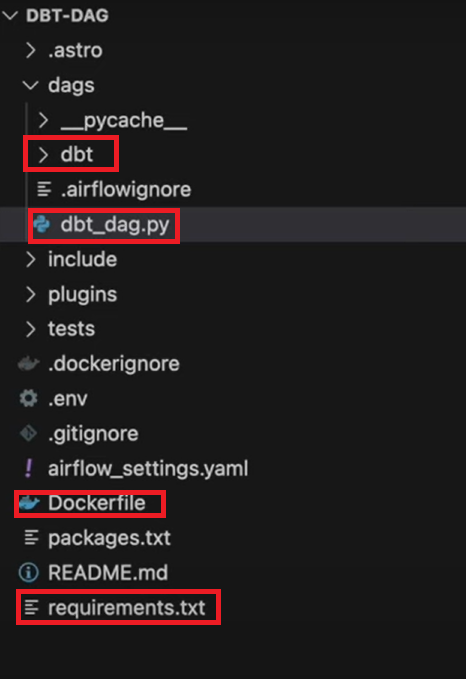 DBT-DAG
.astro
dags
__pycache__
dbt
.airflowignore
dbt_dag.py
include
plugins
tests
.dockerignore
.env
.gitignore
airflow_settings.yaml
Dockerfile
packages.txt
README.md
requirements.txt